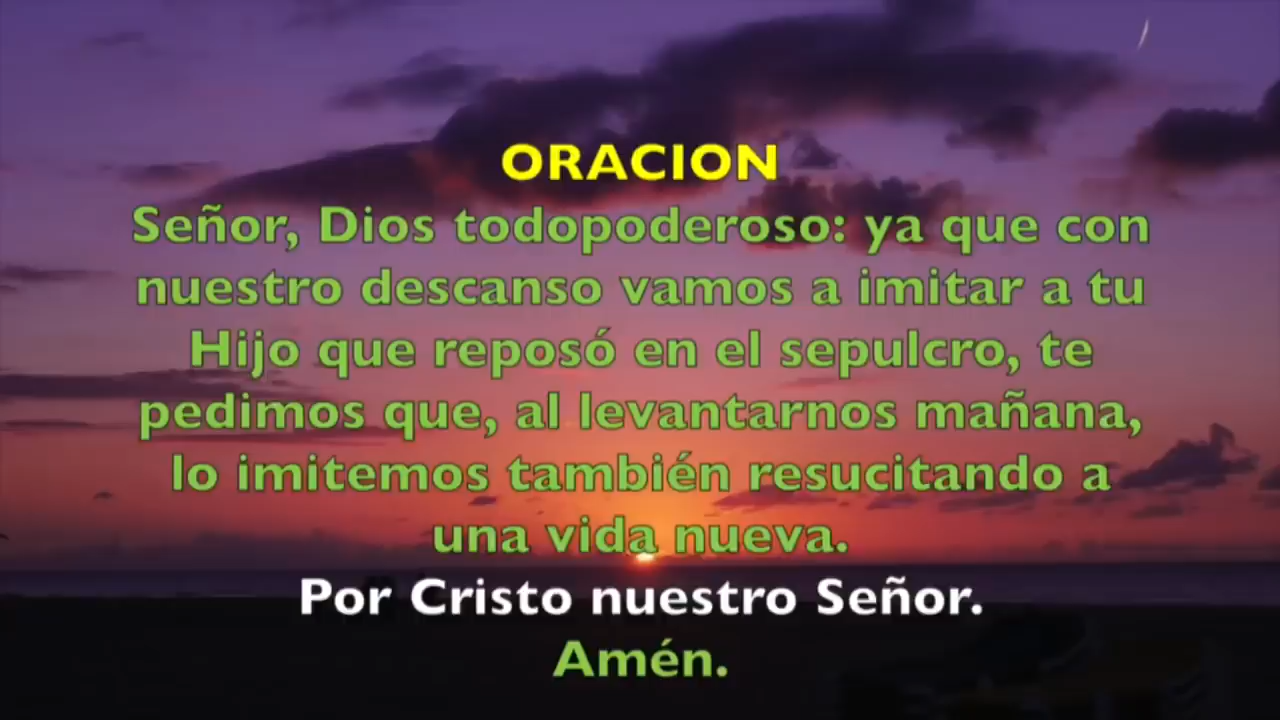 ORACION
Señor, Dios todopoderoso: ya que con
nuestro descanso vamos a imitar a tu
Hijo que reposó en el sepulcro, te
pedimos que, al levantarnos mañana,
lo imitemos también resucitando a
una vida nueva.
Por Cristo nuestro Señor.
Amén.